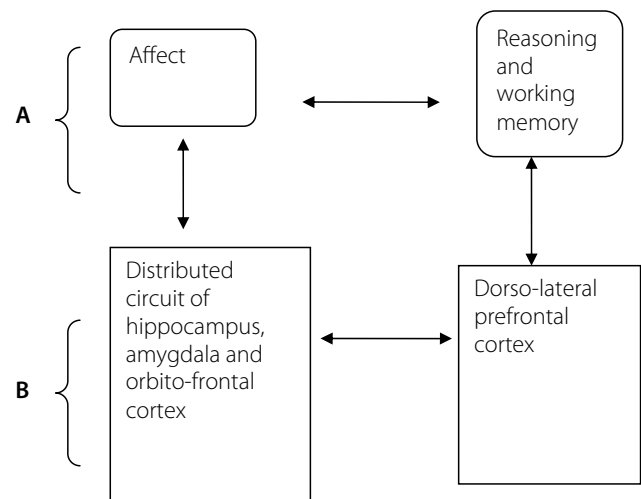 A
Affect
Reasoning
and
working
memory
B
Distributed
circuit of
hippocampus,
amygdala and
orbito-frontal
cortex
Dorso-lateral
prefrontal
cortex